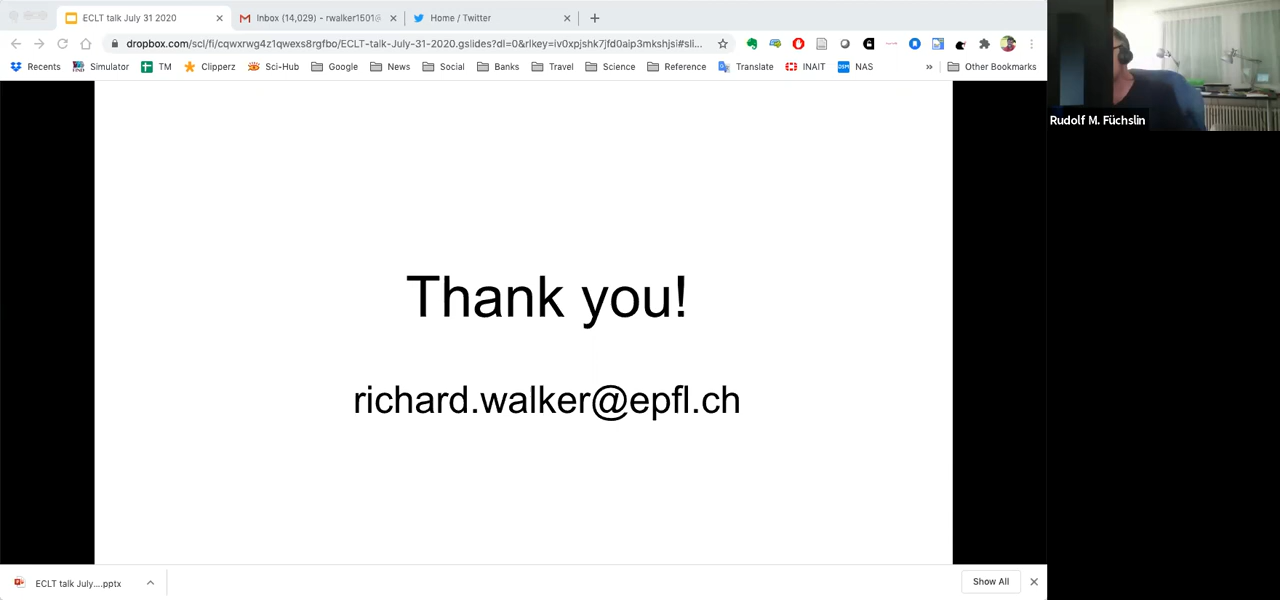 ECLT talk July 31 2020
Inbox (14,029) - rwalker1501@
Home / Twitter
dropbox.com/scl/fi/cqwxrwg4z1qwexs8rgfbo/ECLT-talk-July-31-2020.gslides?dl=0&rlkey=iv0xpjshk7jfd0aip3mkshjsi#sli...
Recents
Simulator
TM
Clipperz
Sci-Hub
Google
News
Social
Banks
Travel
Science
Reference
Translate
INAIT
NAS
»
Other Bookmarks
Rudolf M. Füchslin
Thank you!
richard.walker@epfl.ch
ECLT talk July....pptx
Show All